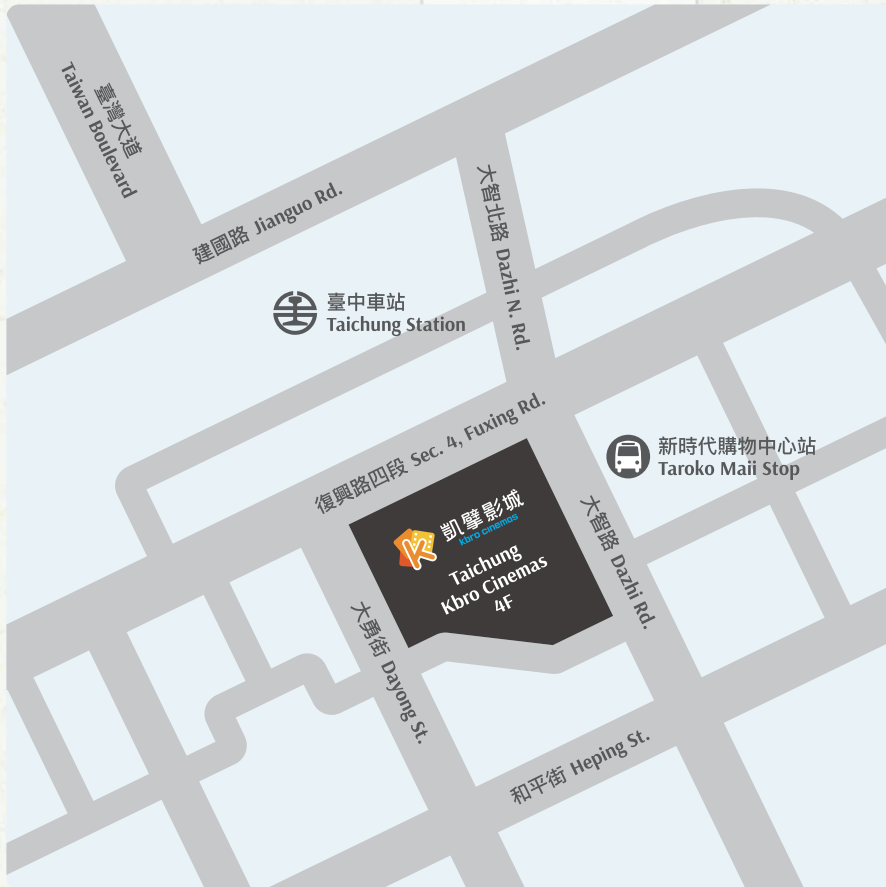 臺灣大道
Taiwan Boulevard
建國路 Jianguo Rd.
大智北路 Dazhi N. Rd.
臺中車站
Taichung Station
復興路四段 Sec. 4, Fuxing Rd.
新時代購物中心站
Taroko Mall Stop
凱擘影城
kbro cinemas
Taichung
Kbro Cinemas
4F
大智路 Dazhi Rd.
大勇街 Dayong St.
和平街 Heping St.